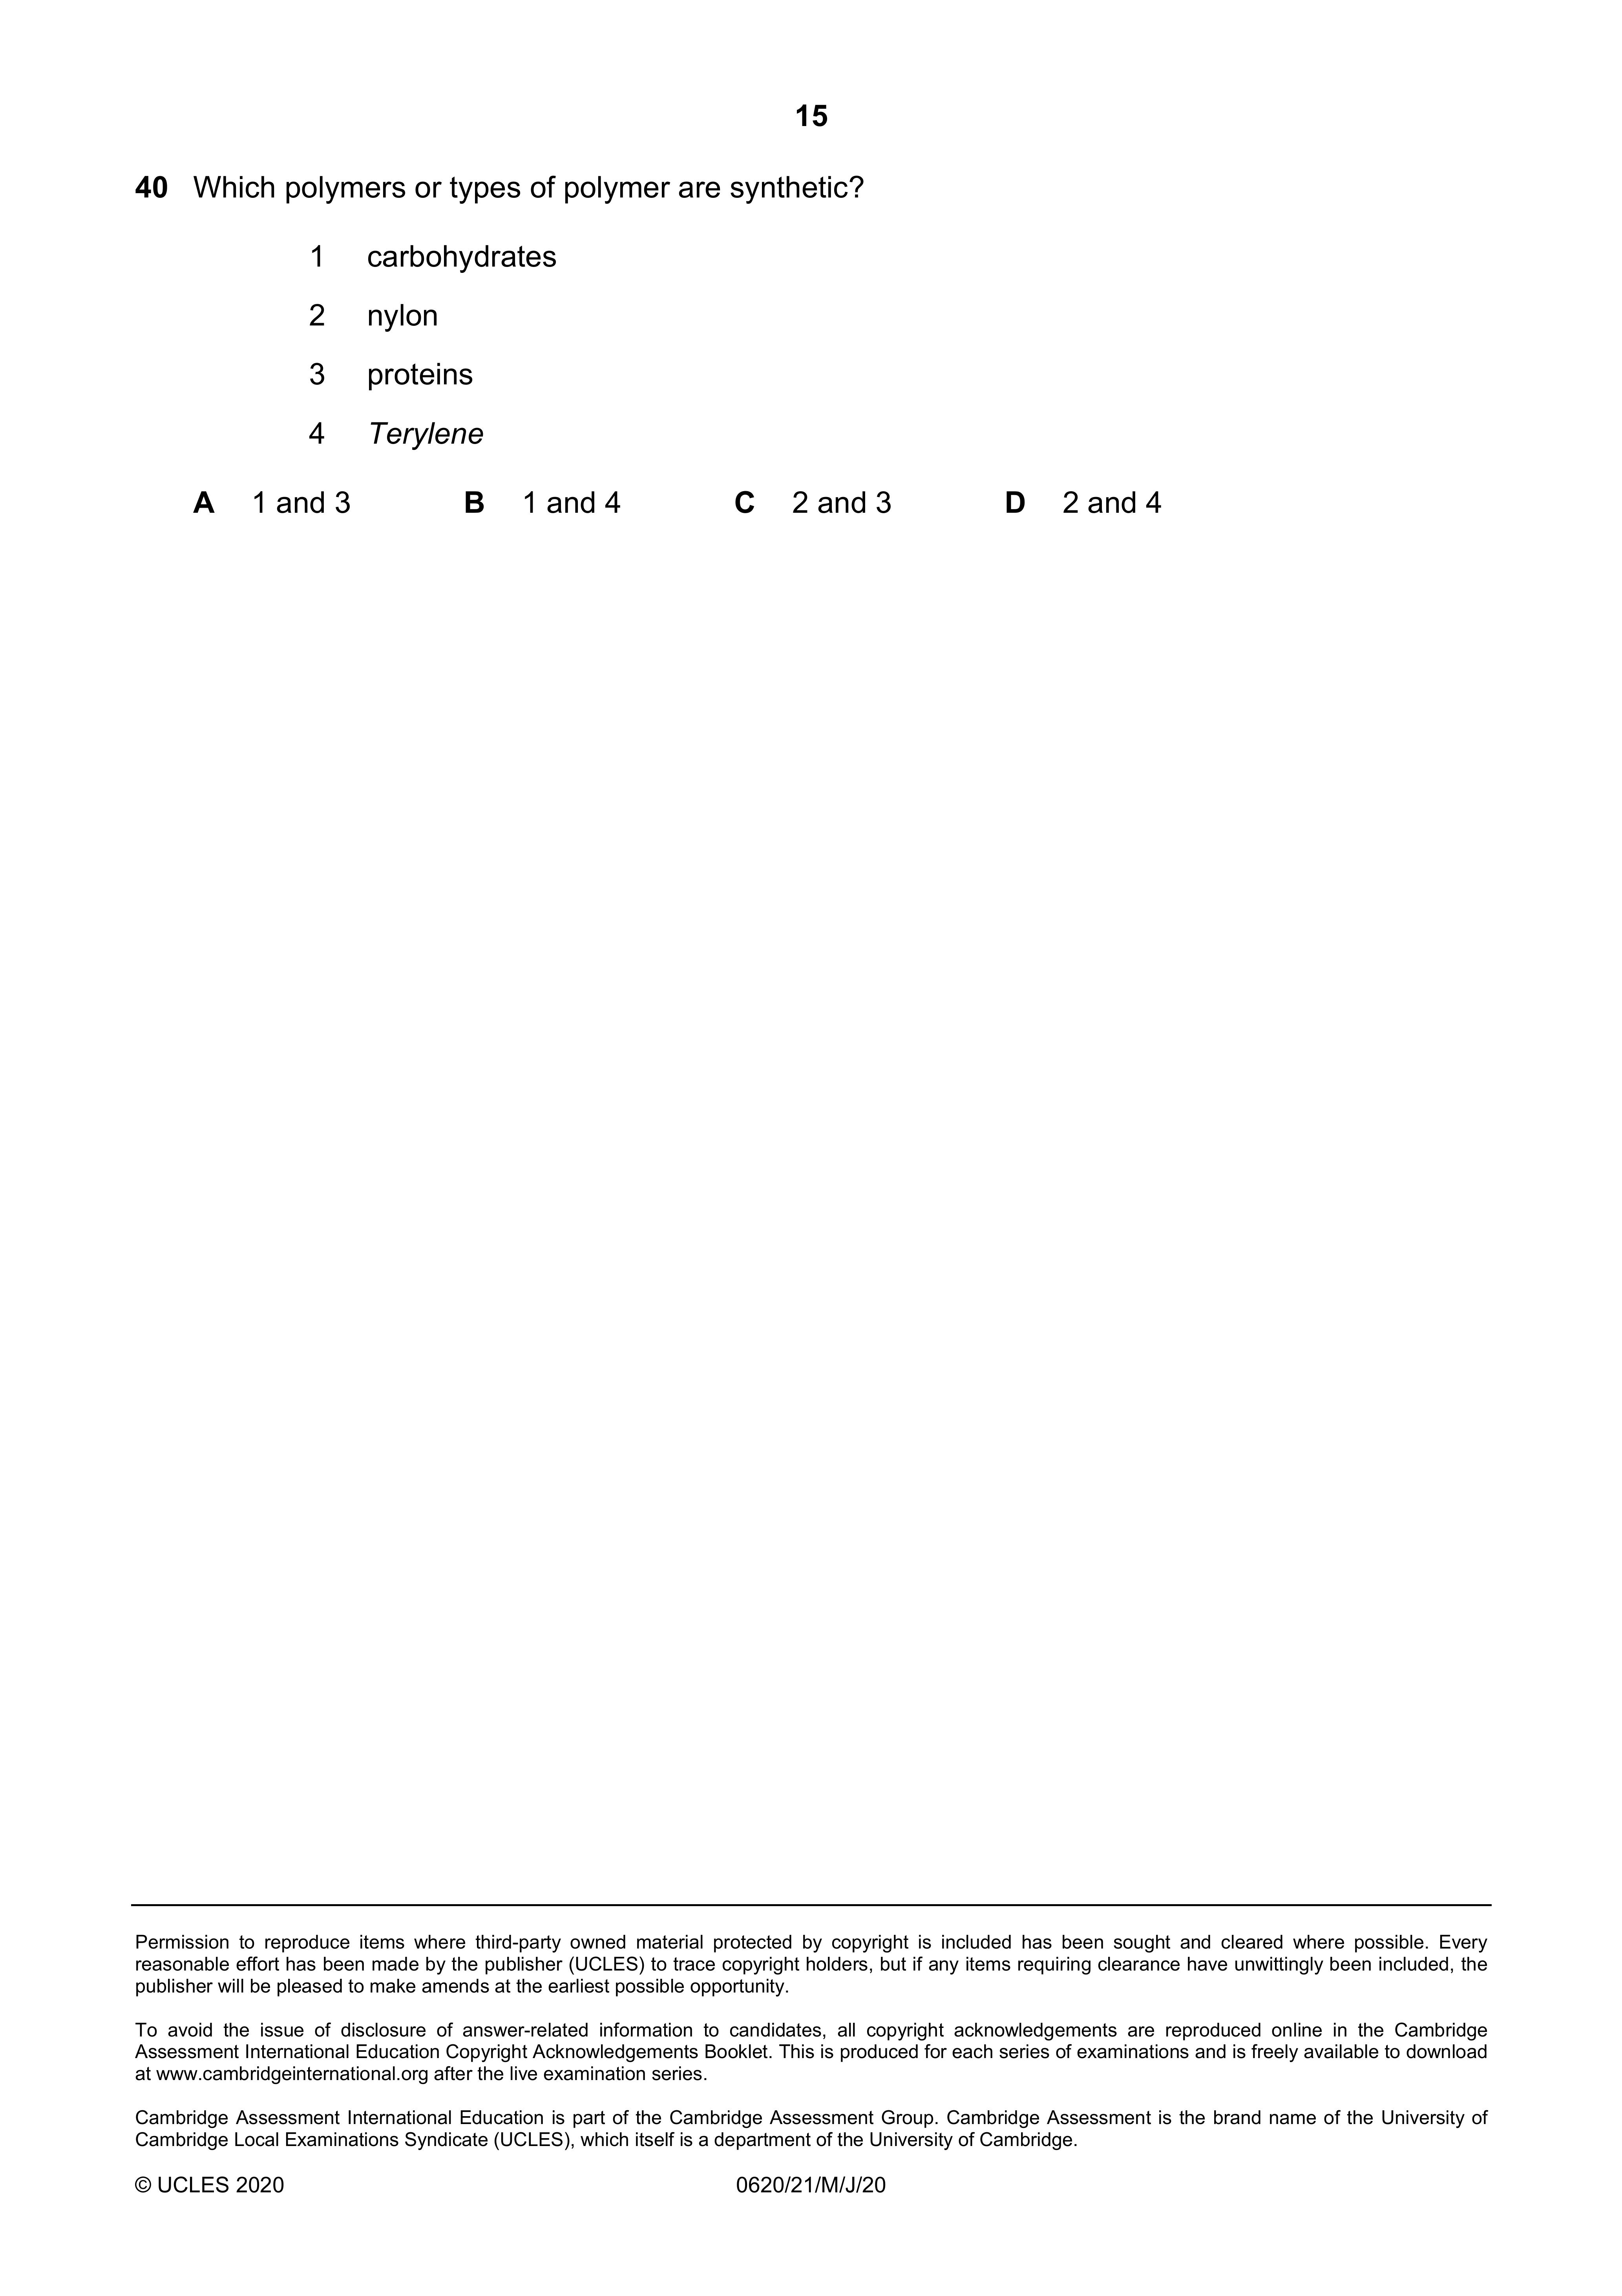 15
40 Which polymers or types of polymer are synthetic?
1 carbohydrates
2 nylon
3 proteins
4 Terylene
A 1 and 3 B 1 and 4 C 2 and 3 D 2 and 4
Permission to reproduce items where third-party owned material protected by copyright is included has been sought and cleared where possible. Every
reasonable effort has been made by the publisher (UCLES) to trace copyright holders, but if any items requiring clearance have unwittingly been included, the
publisher will be pleased to make amends at the earliest possible opportunity.
To avoid the issue of disclosure of answer-related information to candidates, all copyright acknowledgements are reproduced online in the Cambridge
Assessment International Education Copyright Acknowledgements Booklet. This is produced for each series of examinations and is freely available to download
at www.cambridgeinternational.org after the live examination series.
Cambridge Assessment International Education is part of the Cambridge Assessment Group. Cambridge Assessment is the brand name of the University of
Cambridge Local Examinations Syndicate (UCLES), which itself is a department of the University of Cambridge.
© UCLES 2020 0620/21/M/J/20